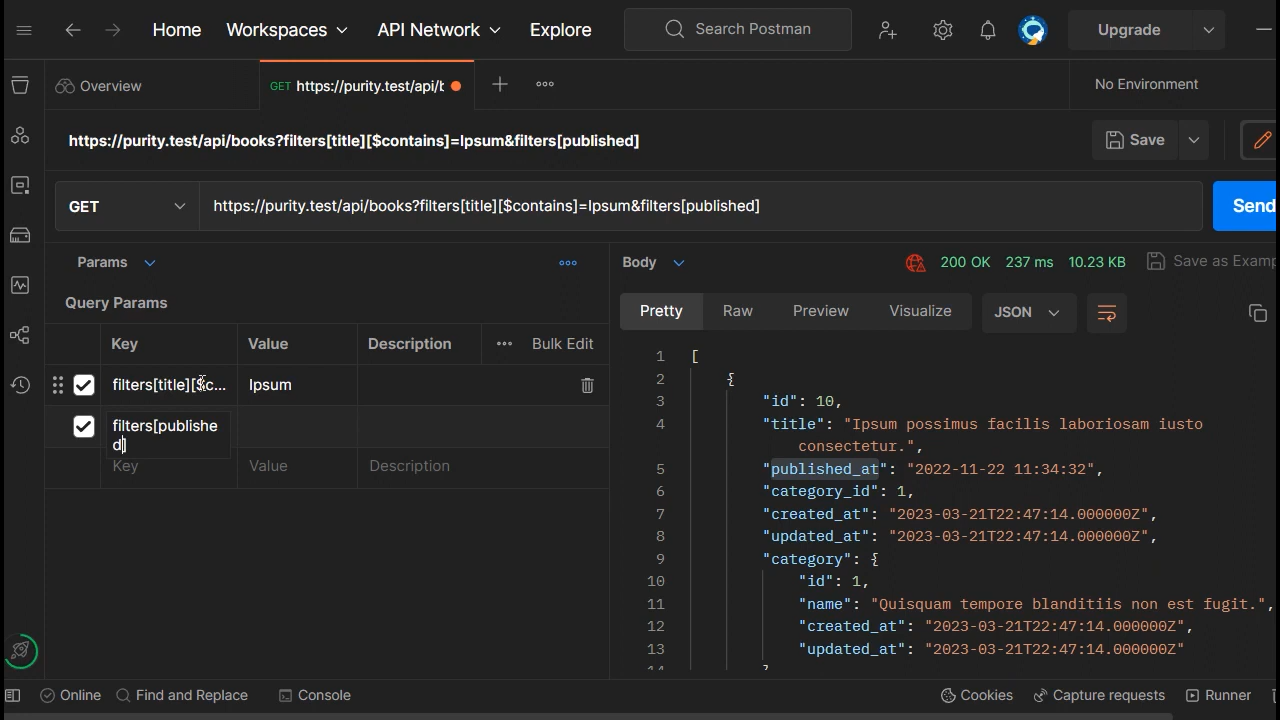 Home
Workspaces
API Network
Explore
Search Postman
Upgrade
Overview
GET https://purity.test/api/b
No Environment
https://purity.test/api/books?filters[title][$contains]=Ipsum&filters[published]
Save
GET
https://purity.test/api/books?filters[title][$contains]=Ipsum&filters[published]
Send
Params
Body
200 OK 237 ms 10.23 KB
Save as Examp
Query Params
Pretty
Raw
Preview
Visualize
JSON
Key
Value
Description
Bulk Edit
filters[title][$c...
Ipsum
filters[publishe
d]
Key
Value
Description
1 [
2 {
3 "id": 10,
4 "title": "Ipsum possimus facilis laboriosam iusto
consectetur.",
5 "published_at": "2022-11-22 11:34:32",
6 "category_id": 1,
7 "created_at": "2023-03-21T22:47:14.000000Z",
8 "updated_at": "2023-03-21T22:47:14.000000Z",
9 "category": {
10 "id": 1,
11 "name": "Quisquam tempore blanditiis non est fugit.",
12 "created_at": "2023-03-21T22:47:14.000000Z",
13 "updated_at": "2023-03-21T22:47:14.000000Z"
Online
Find and Replace
Console
Cookies
Capture requests
Runner